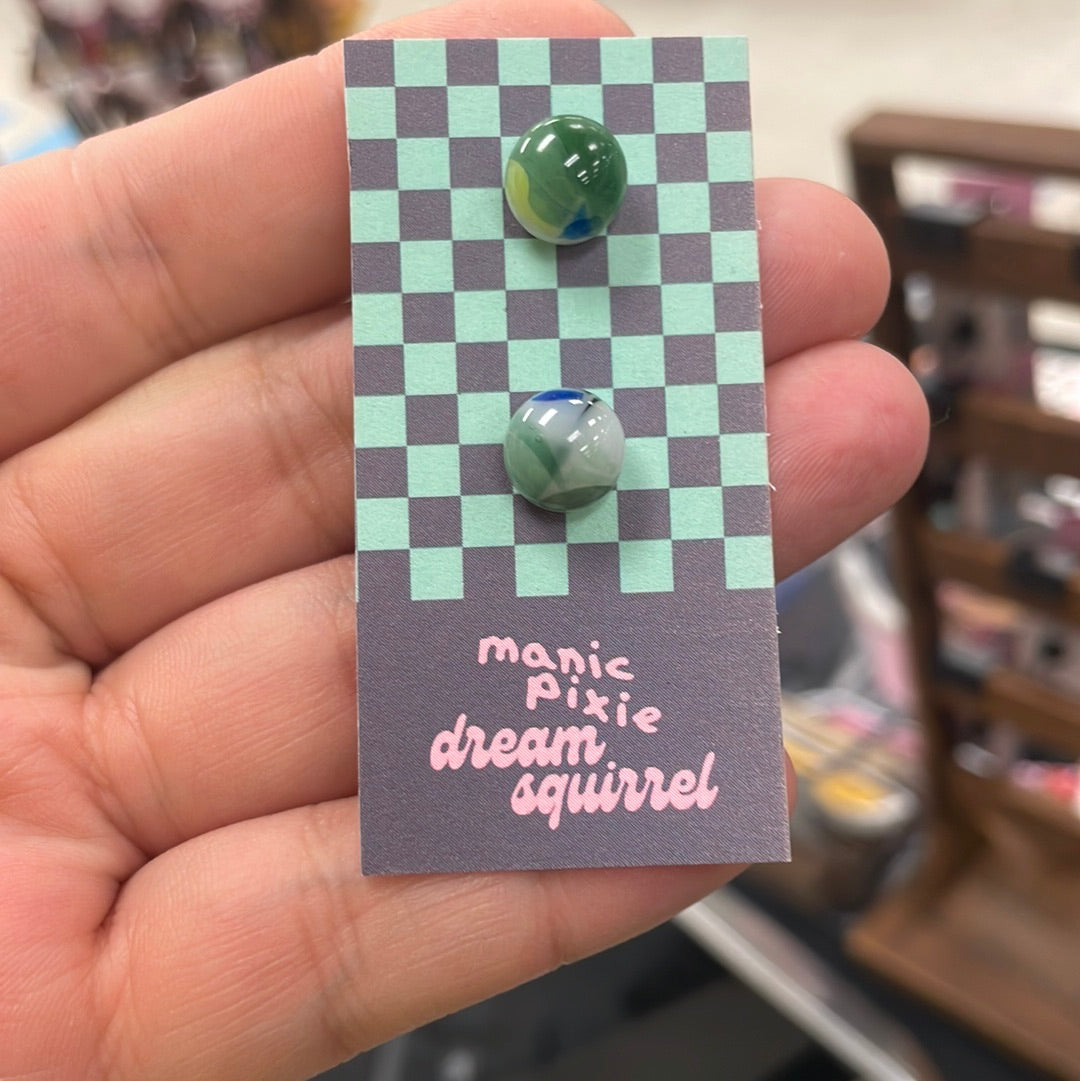 manic
pixie
dream
squirrel